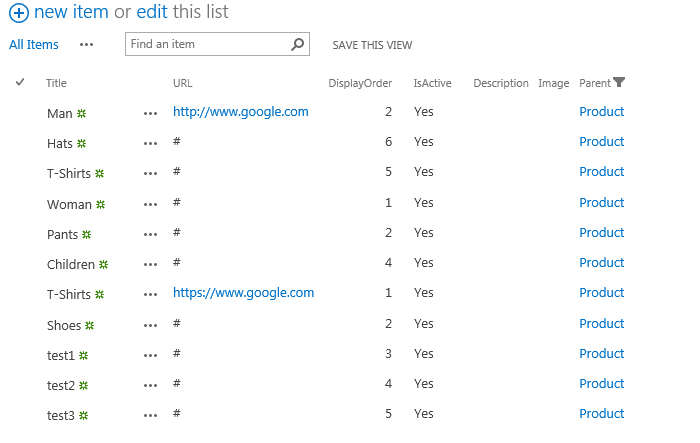 new item or edit this list
All Items ••• Find an item SAVE THIS VIEW
Title URL DisplayOrder IsActive Description Image Parent
Man ••• http://www.google.com 2 Yes Product
Hats ••• # 6 Yes Product
T-Shirts ••• # 5 Yes Product
Woman ••• # 1 Yes Product
Pants ••• # 2 Yes Product
Children ••• # 4 Yes Product
T-Shirts ••• https://www.google.com 1 Yes Product
Shoes ••• # 2 Yes Product
test1 ••• # 3 Yes Product
test2 ••• # 4 Yes Product
test3 ••• # 5 Yes Product